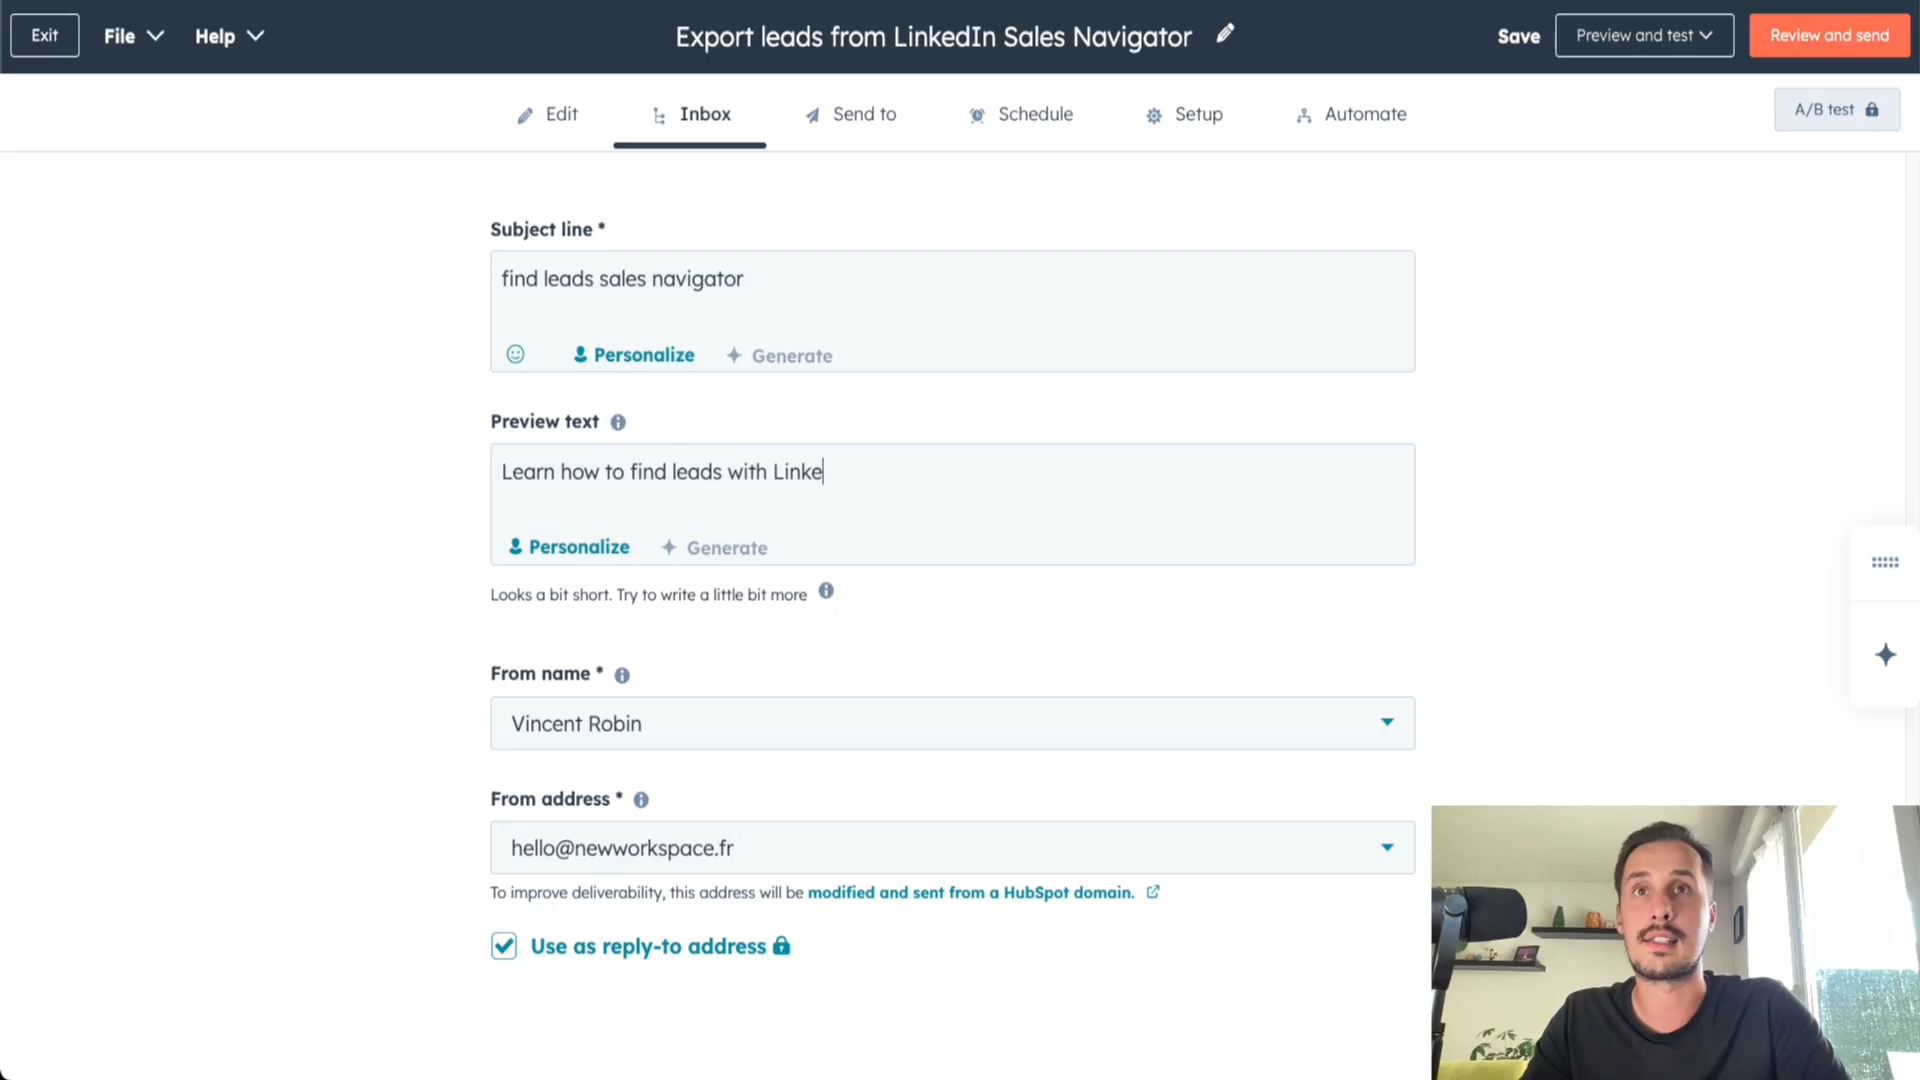 Exit
File
Help
Export leads from LinkedIn Sales Navigator
Save
Preview and test
Review and send
Edit
Inbox
Send to
Schedule
Setup
Automate
A/B test
Subject line *
find leads sales navigator
Personalize
Generate
Preview text
Learn how to find leads with Linke
Personalize
Generate
Looks a bit short. Try to write a little bit more
From name *
Vincent Robin
From address *
hello@newworkspace.fr
To improve deliverability, this address will be modified and sent from a HubSpot domain.
Use as reply-to address